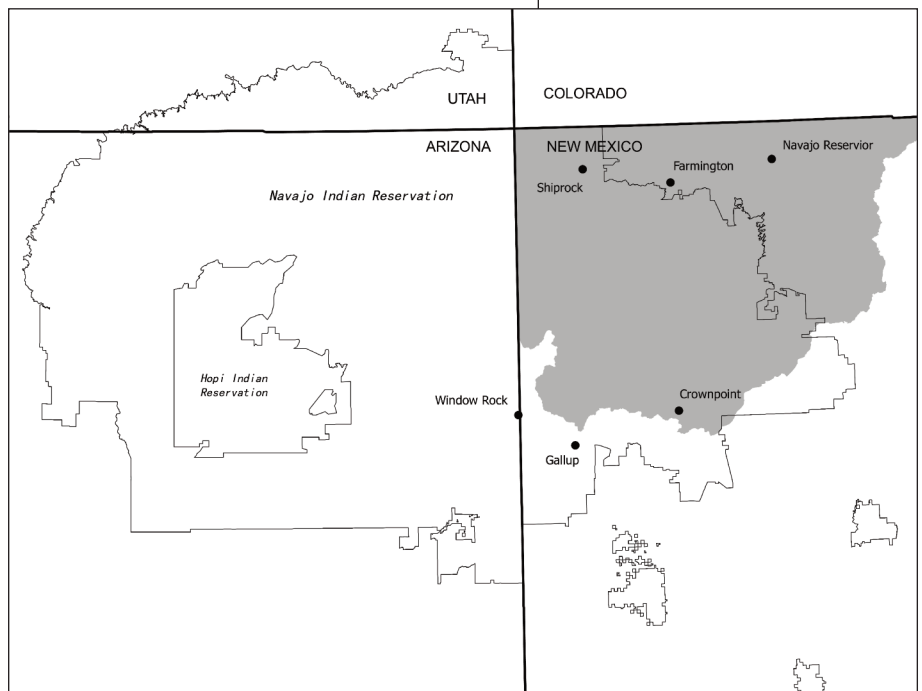 UTAH
COLORADO
ARIZONA
NEW MEXICO
Navajo Reservior
Farmington
Shiprock
Navajo Indian Reservation
Hopi Indian
Reservation
Window Rock
Crownpoint
Gallup